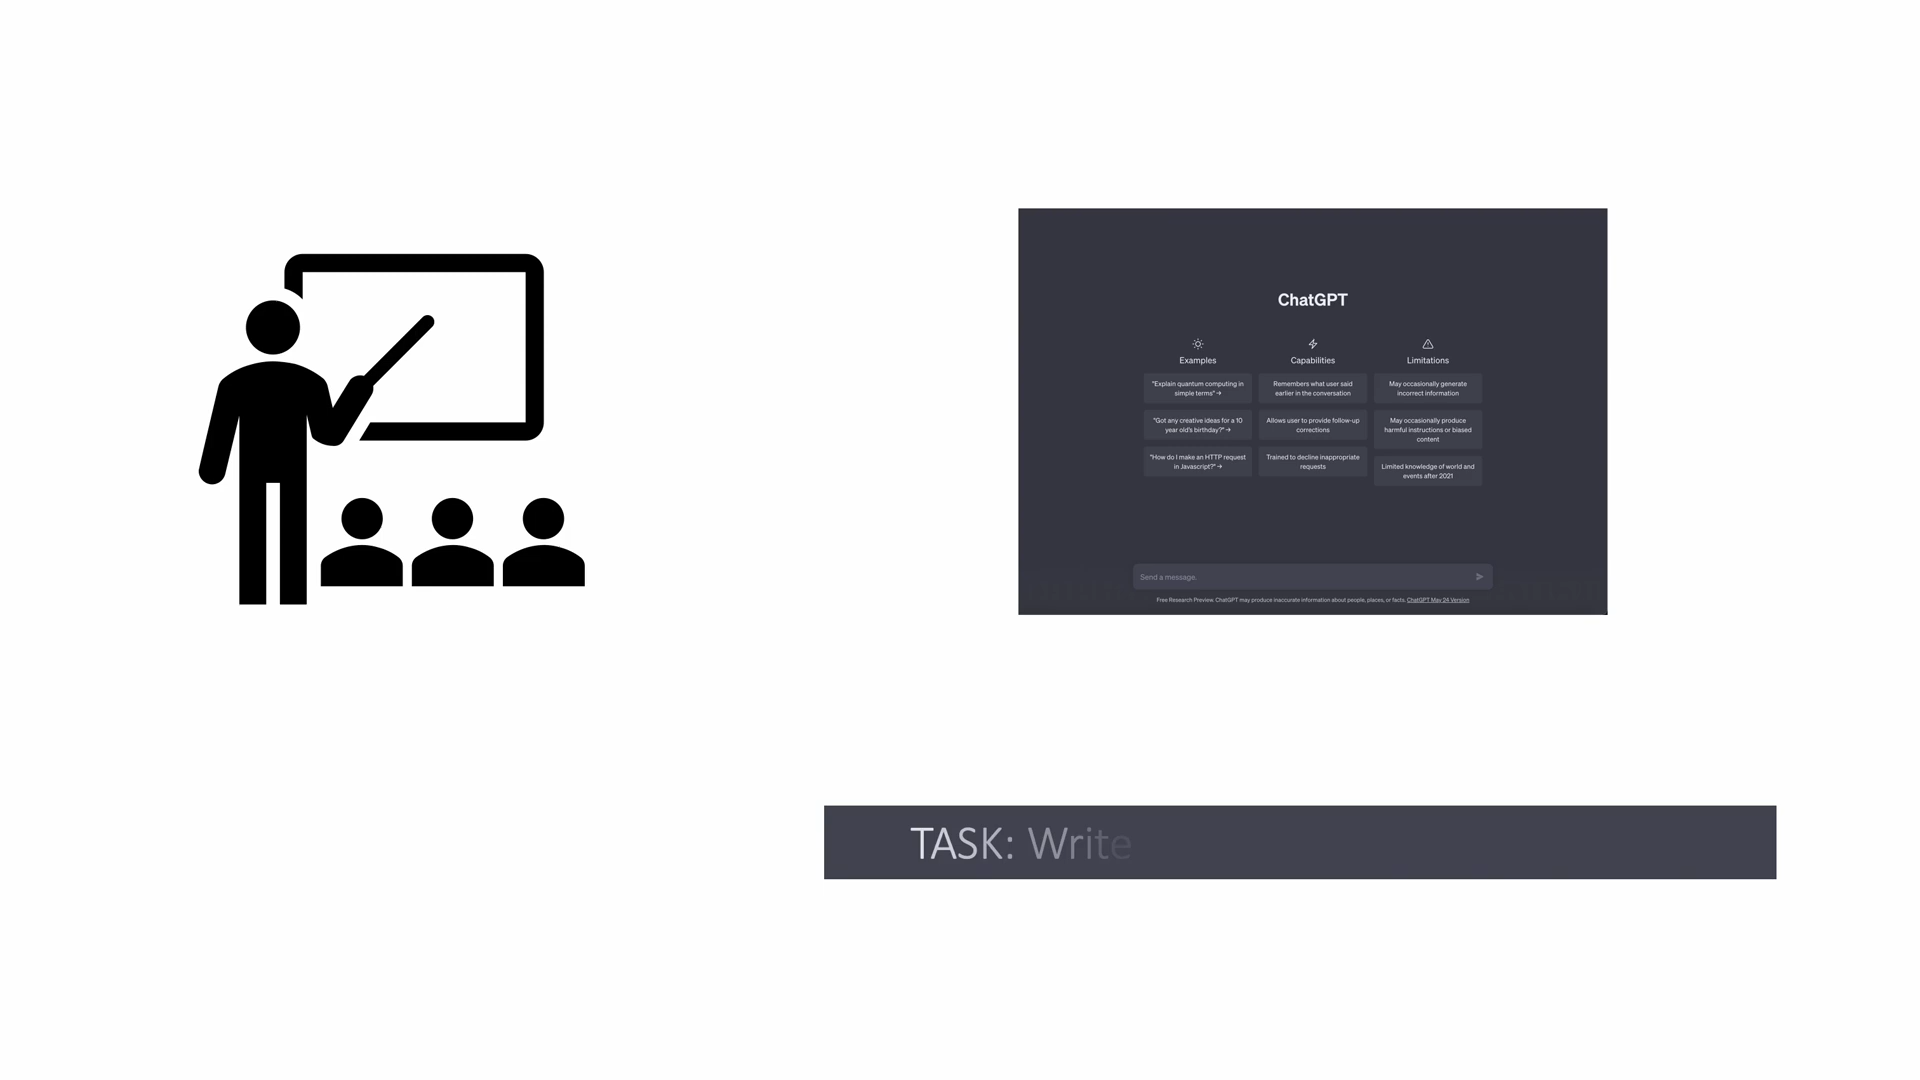 ChatGPT
Examples
"Explain quantum computing in
simple terms" →
"Got any creative ideas for a 10
year old's birthday?" →
"How do I make an HTTP request
in Javascript?" →
Capabilities
Remembers what user said
earlier in the conversation
Allows user to provide follow-up
corrections
Trained to decline inappropriate
requests
Limitations
May occasionally generate
incorrect information
May occasionally produce
harmful instructions or biased
content
Limited knowledge of world and
events after 2021
Send a message.
Free Research Preview. ChatGPT may produce inaccurate information about people, places, or facts. ChatGPT May 24 Version
TASK: Write